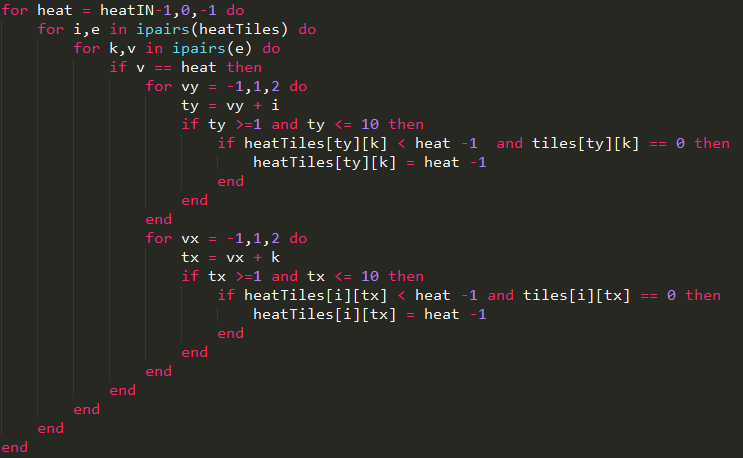 for heat = heatIN-1,0,-1 do
    for i,e in ipairs(heatTiles) do
        for k,v in ipairs(e) do
            if v == heat then
                for vy = -1,1,2 do
                    ty = vy + i
                    if ty >=1 and ty <= 10 then
                        if heatTiles[ty][k] < heat -1  and tiles[ty][k] == 0 then
                            heatTiles[ty][k] = heat -1
                        end
                    end
                end
                for vx = -1,1,2 do
                    tx = vx + k
                    if tx >=1 and tx <= 10 then
                        if heatTiles[i][tx] < heat -1 and tiles[i][tx] == 0 then
                            heatTiles[i][tx] = heat -1
                        end
                    end
                end
            end
        end
    end
end